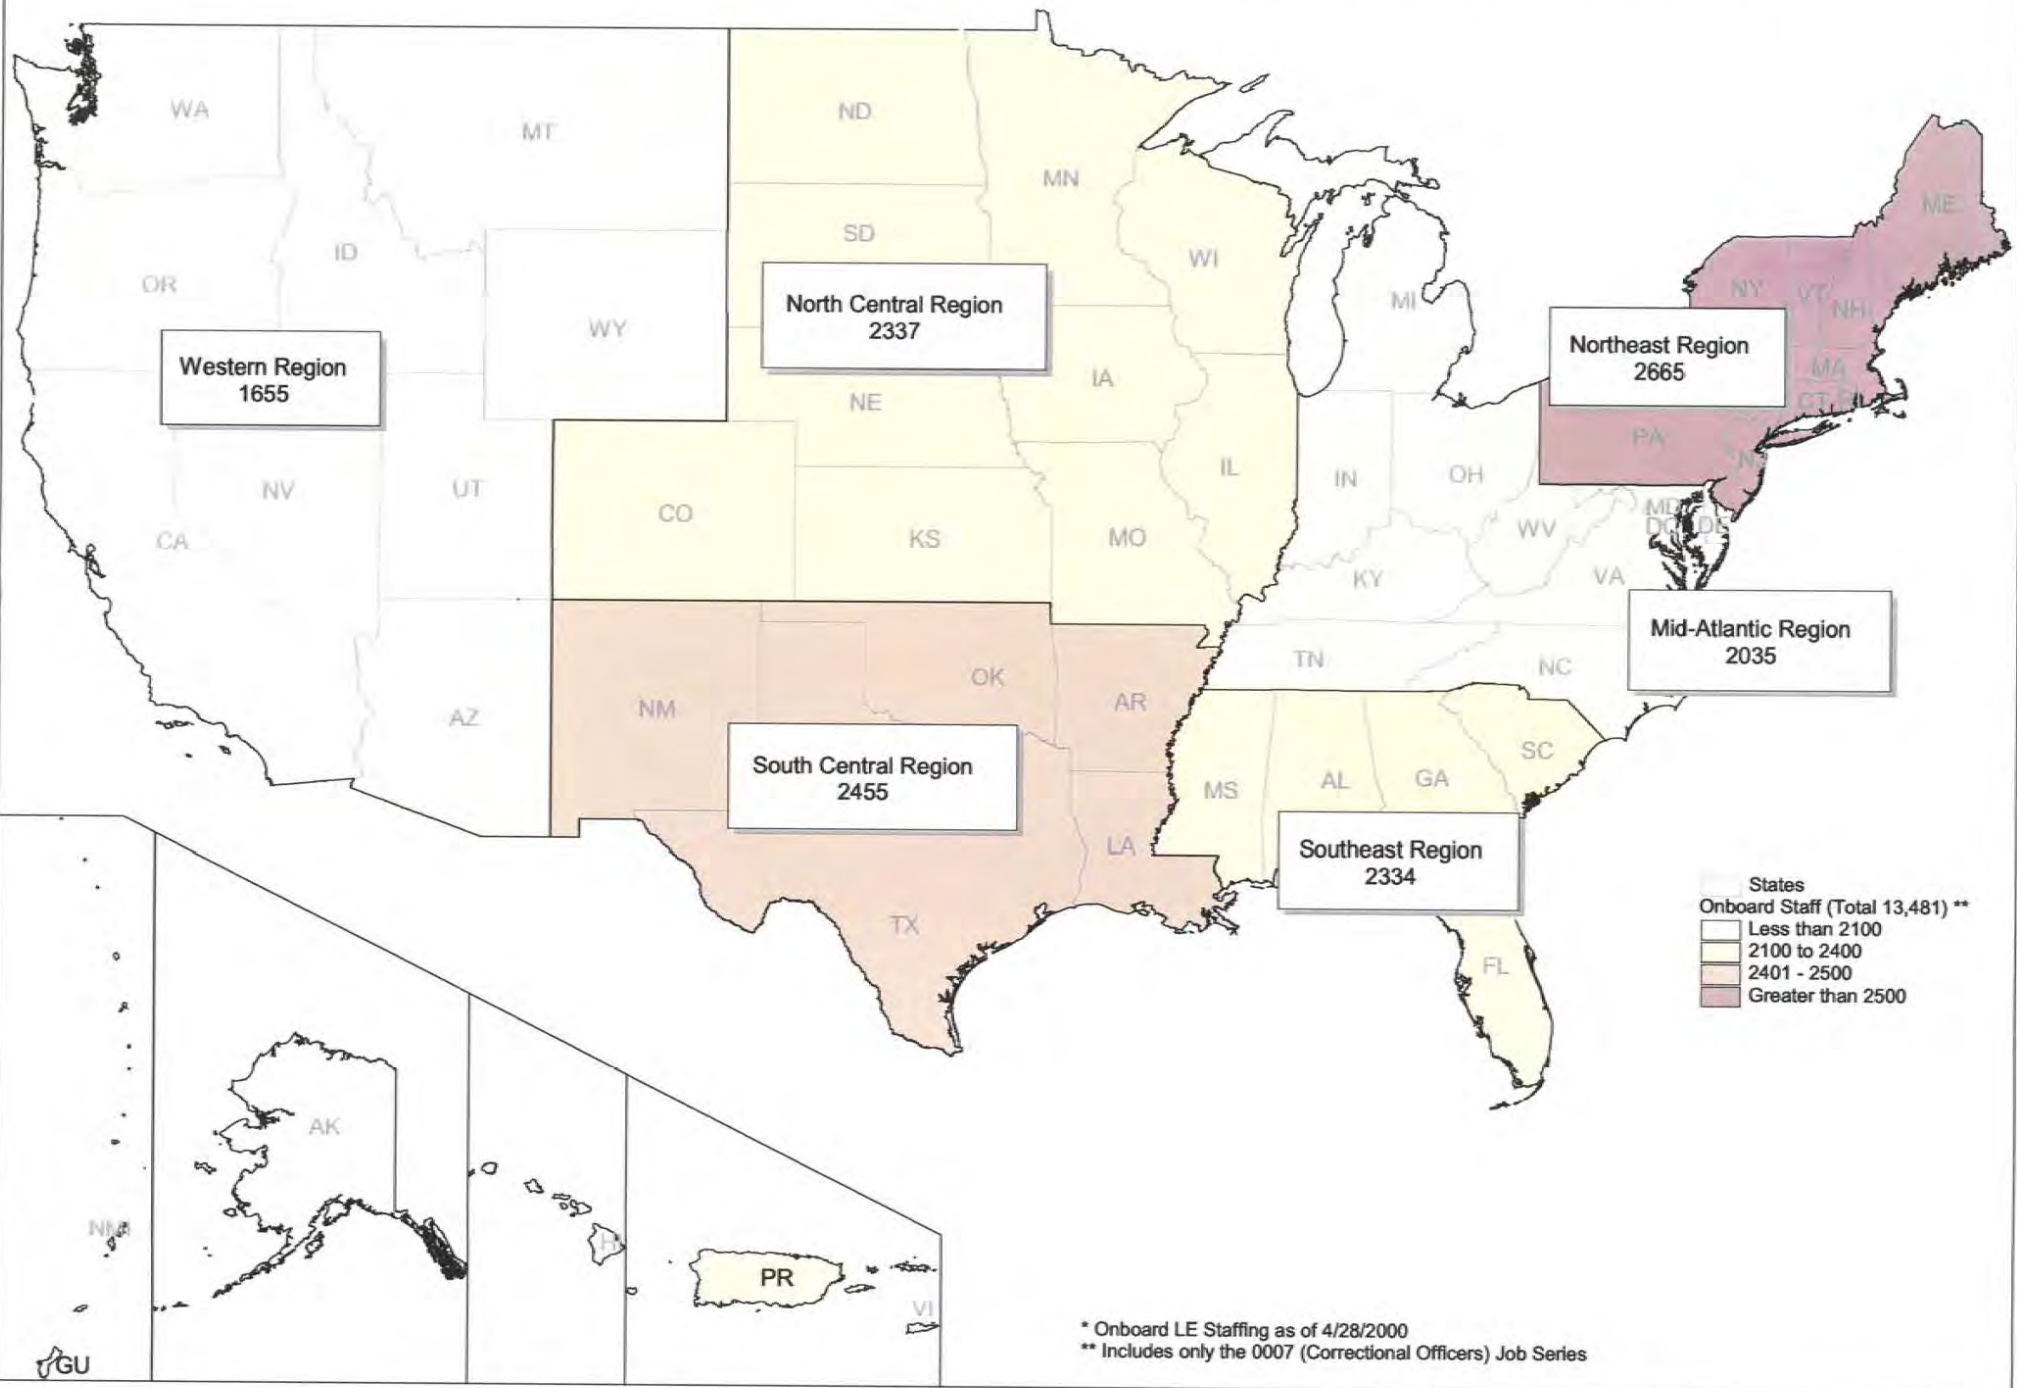 WA
MT
ND
MN
ME
OR
ID
SD
WI
MI
NY
VT
NH
WY
North Central Region
2337
Northeast Region
2665
Western Region
1655
MA
CT
IA
NE
PA
NV
UT
CO
KS
MO
IL
IN
OH
WV
MD
DC
DE
CA
KY
VA
Mid-Atlantic Region
2035
TN
NC
OK
NM
AR
AZ
SC
South Central Region
2455
MS
AL
GA
LA
Southeast Region
2334
TX
FL
States
Onboard Staff (Total 13,481) **
Less than 2100
2100 to 2400
2401 - 2500
Greater than 2500
AK
PR
VI
GU
* Onboard LE Staffing as of 4/28/2000
** Includes only the 0007 (Correctional Officers) Job Series